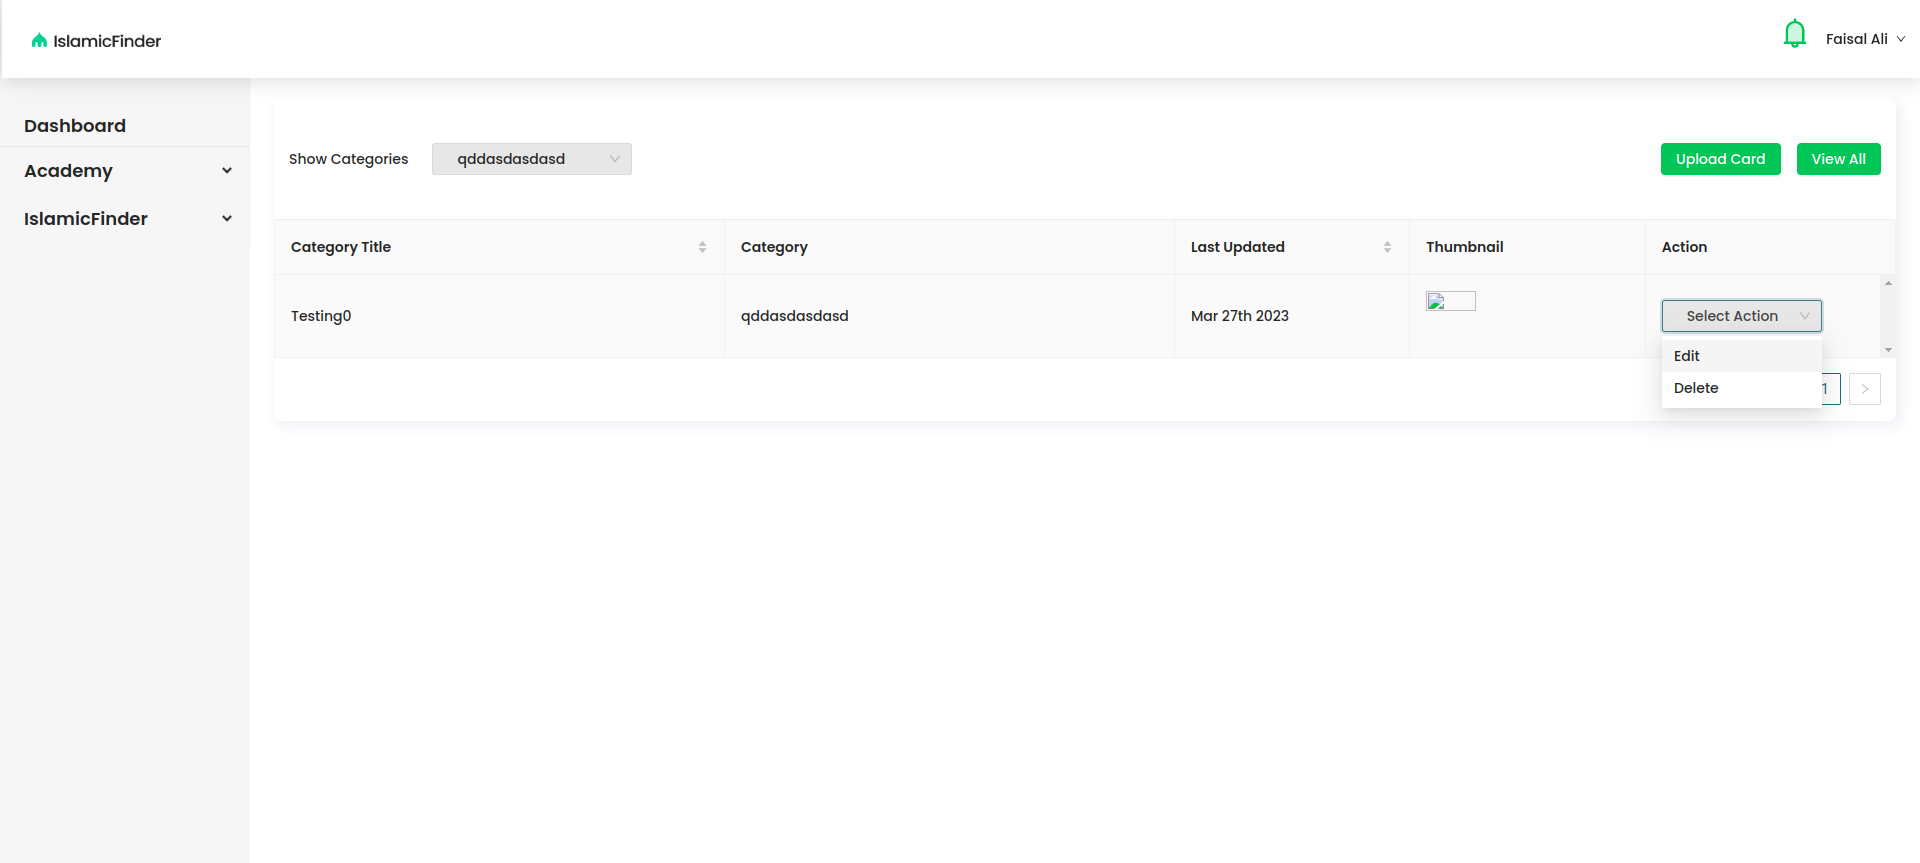 IslamicFinder
Faisal Ali
Dashboard
Academy
IslamicFinder
Show Categories
qddasdasdasd
Upload Card
View All
Category Title
Category
Last Updated
Thumbnail
Action
Testing0
qddasdasdasd
Mar 27th 2023
Select Action
Edit
Delete
1